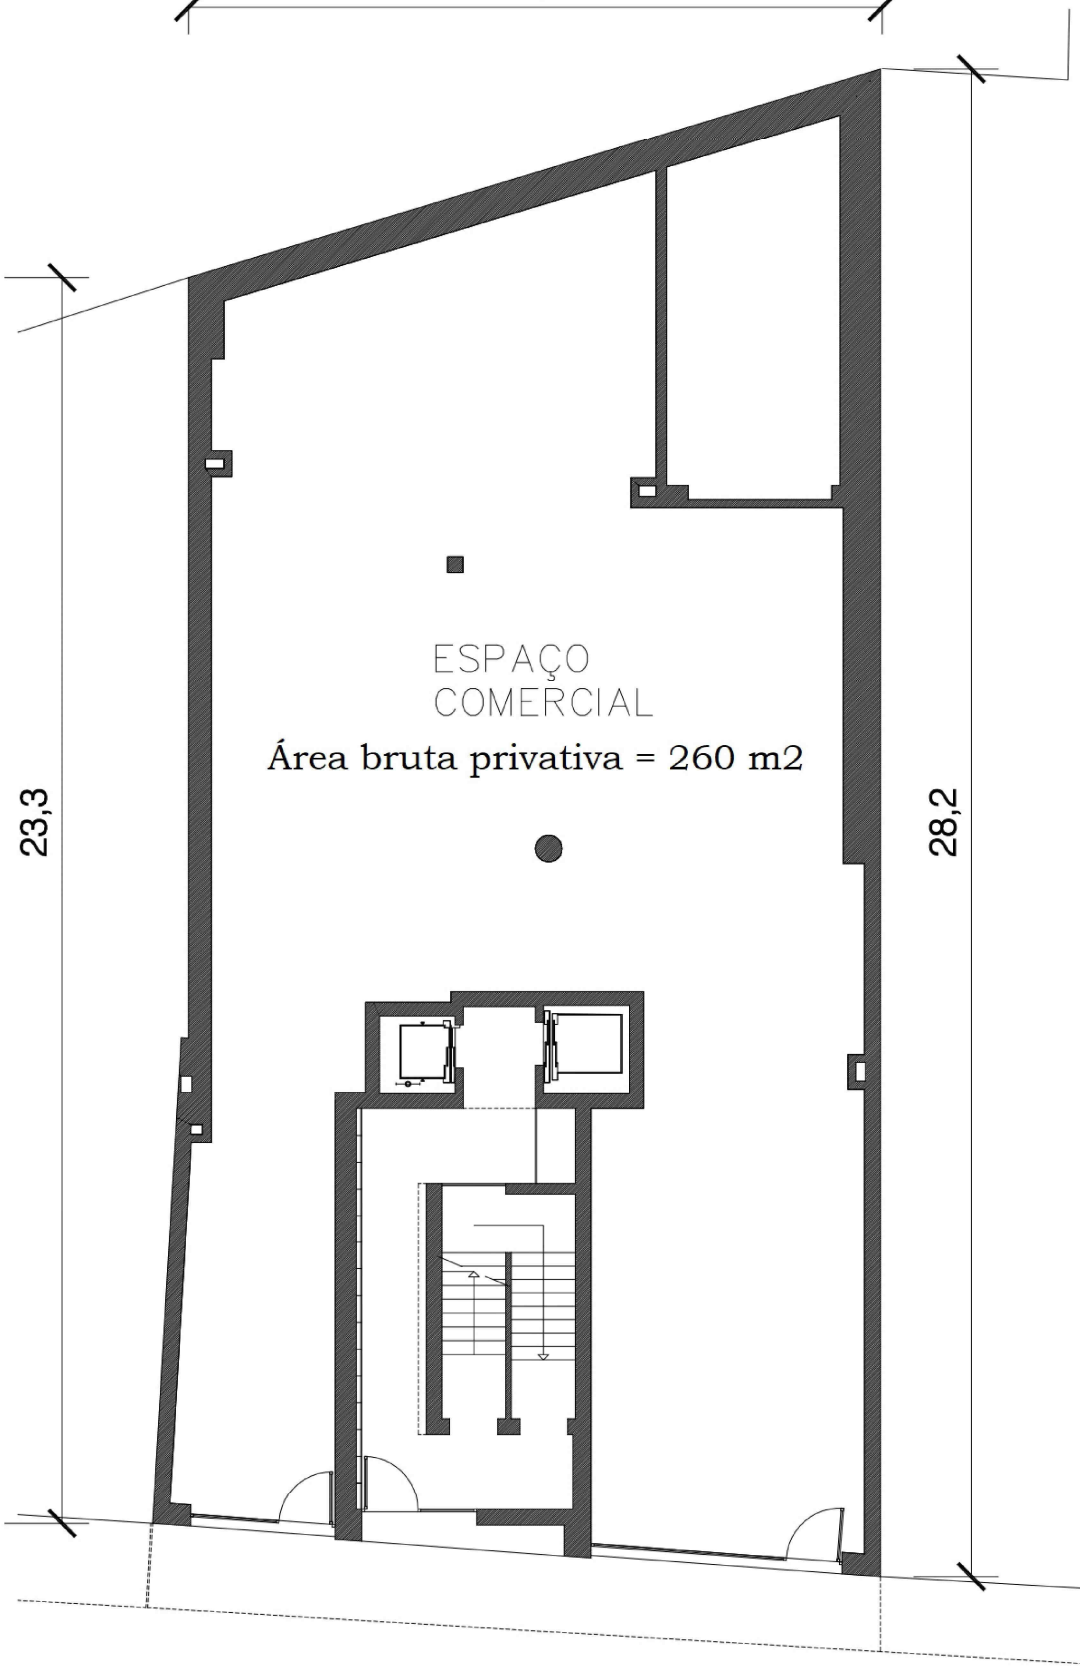 ESPAÇO
COMERCIAL
Área bruta privativa = 260 m2
23,3
28,2